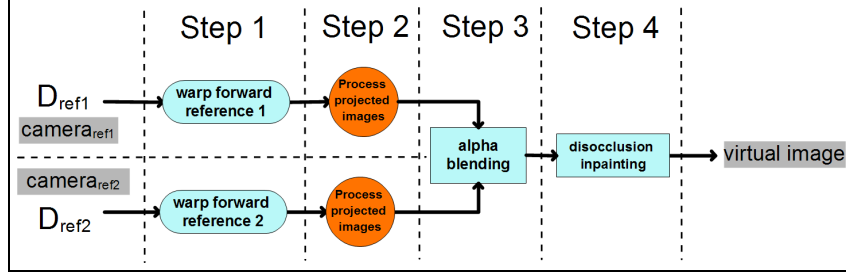 Step 1 Step 2 Step 3 Step 4
Dref1
cameraref1
warp forward
reference 1
Process
projected
images
alpha
blending
disocclusion
inpainting
virtual image
cameraref2
Dref2
warp forward
reference 2
Process
projected
images